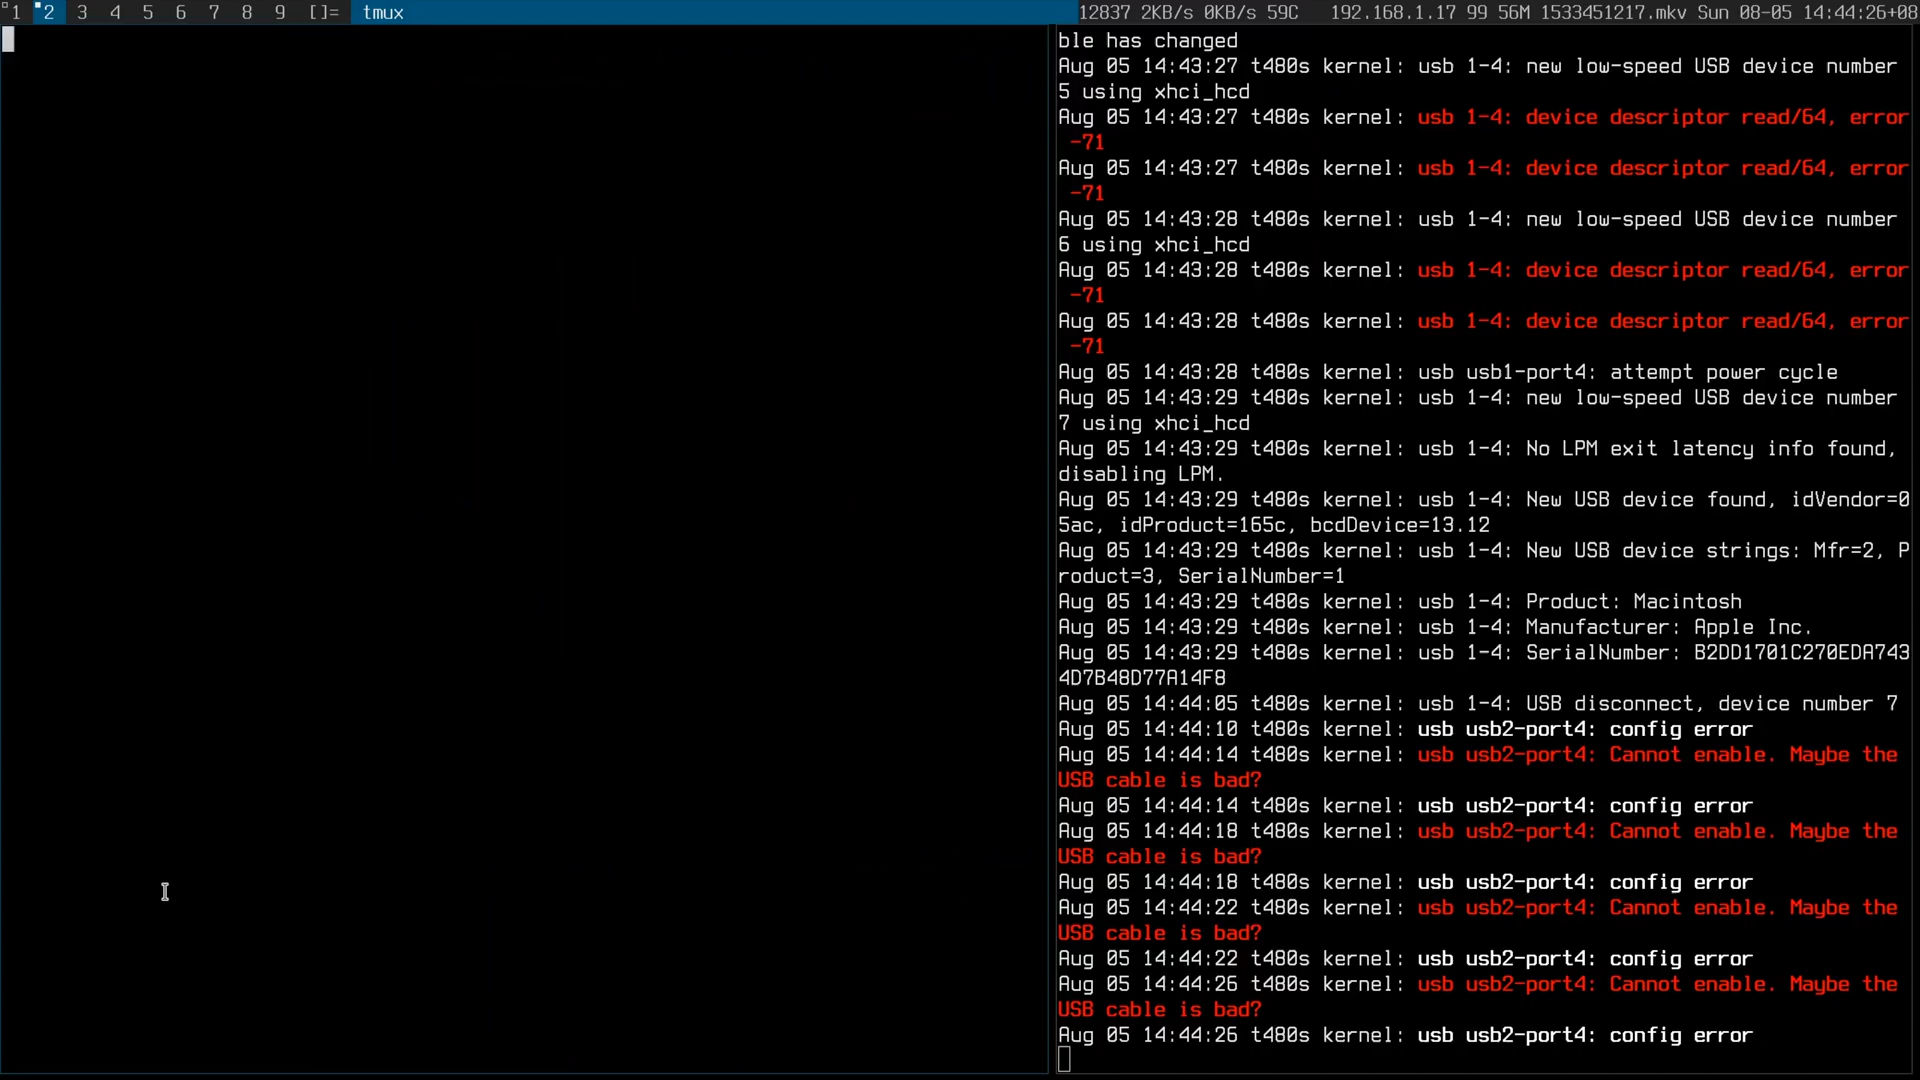 1 2 3 4 5 6 7 8 9 []= tmux 12837 2KB/s 0KB/s 59C 192.168.1.17 99 56M 1533451217.mkv Sun 08-05 14:44:26+08
ble has changed
Aug 05 14:43:27 t480s kernel: usb 1-4: new low-speed USB device number
5 using xhci_hcd
Aug 05 14:43:27 t480s kernel: usb 1-4: device descriptor read/64, error
-71
Aug 05 14:43:27 t480s kernel: usb 1-4: device descriptor read/64, error
-71
Aug 05 14:43:28 t480s kernel: usb 1-4: new low-speed USB device number
6 using xhci_hcd
Aug 05 14:43:28 t480s kernel: usb 1-4: device descriptor read/64, error
-71
Aug 05 14:43:28 t480s kernel: usb 1-4: device descriptor read/64, error
-71
Aug 05 14:43:28 t480s kernel: usb usb1-port4: attempt power cycle
Aug 05 14:43:29 t480s kernel: usb 1-4: new low-speed USB device number
7 using xhci_hcd
Aug 05 14:43:29 t480s kernel: usb 1-4: No LPM exit latency info found,
disabling LPM.
Aug 05 14:43:29 t480s kernel: usb 1-4: New USB device found, idVendor=0
5ac, idProduct=165c, bcdDevice=13.12
Aug 05 14:43:29 t480s kernel: usb 1-4: New USB device strings: Mfr=2, P
roduct=3, SerialNumber=1
Aug 05 14:43:29 t480s kernel: usb 1-4: Product: Macintosh
Aug 05 14:43:29 t480s kernel: usb 1-4: Manufacturer: Apple Inc.
Aug 05 14:43:29 t480s kernel: usb 1-4: SerialNumber: B2DD1701C270EDA743
4D7B48D77A14F8
Aug 05 14:44:05 t480s kernel: usb 1-4: USB disconnect, device number 7
Aug 05 14:44:10 t480s kernel: usb usb2-port4: config error
Aug 05 14:44:14 t480s kernel: usb usb2-port4: Cannot enable. Maybe the
USB cable is bad?
Aug 05 14:44:14 t480s kernel: usb usb2-port4: config error
Aug 05 14:44:18 t480s kernel: usb usb2-port4: Cannot enable. Maybe the
USB cable is bad?
Aug 05 14:44:18 t480s kernel: usb usb2-port4: config error
Aug 05 14:44:22 t480s kernel: usb usb2-port4: Cannot enable. Maybe the
USB cable is bad?
Aug 05 14:44:22 t480s kernel: usb usb2-port4: config error
Aug 05 14:44:26 t480s kernel: usb usb2-port4: Cannot enable. Maybe the
USB cable is bad?
Aug 05 14:44:26 t480s kernel: usb usb2-port4: config error